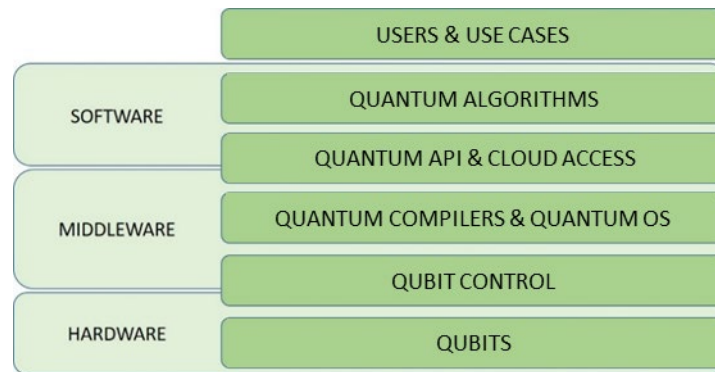 USERS & USE CASES
SOFTWARE
QUANTUM ALGORITHMS
QUANTUM API & CLOUD ACCESS
MIDDLEWARE
QUANTUM COMPILERS & QUANTUM OS
QUBIT CONTROL
HARDWARE
QUBITS